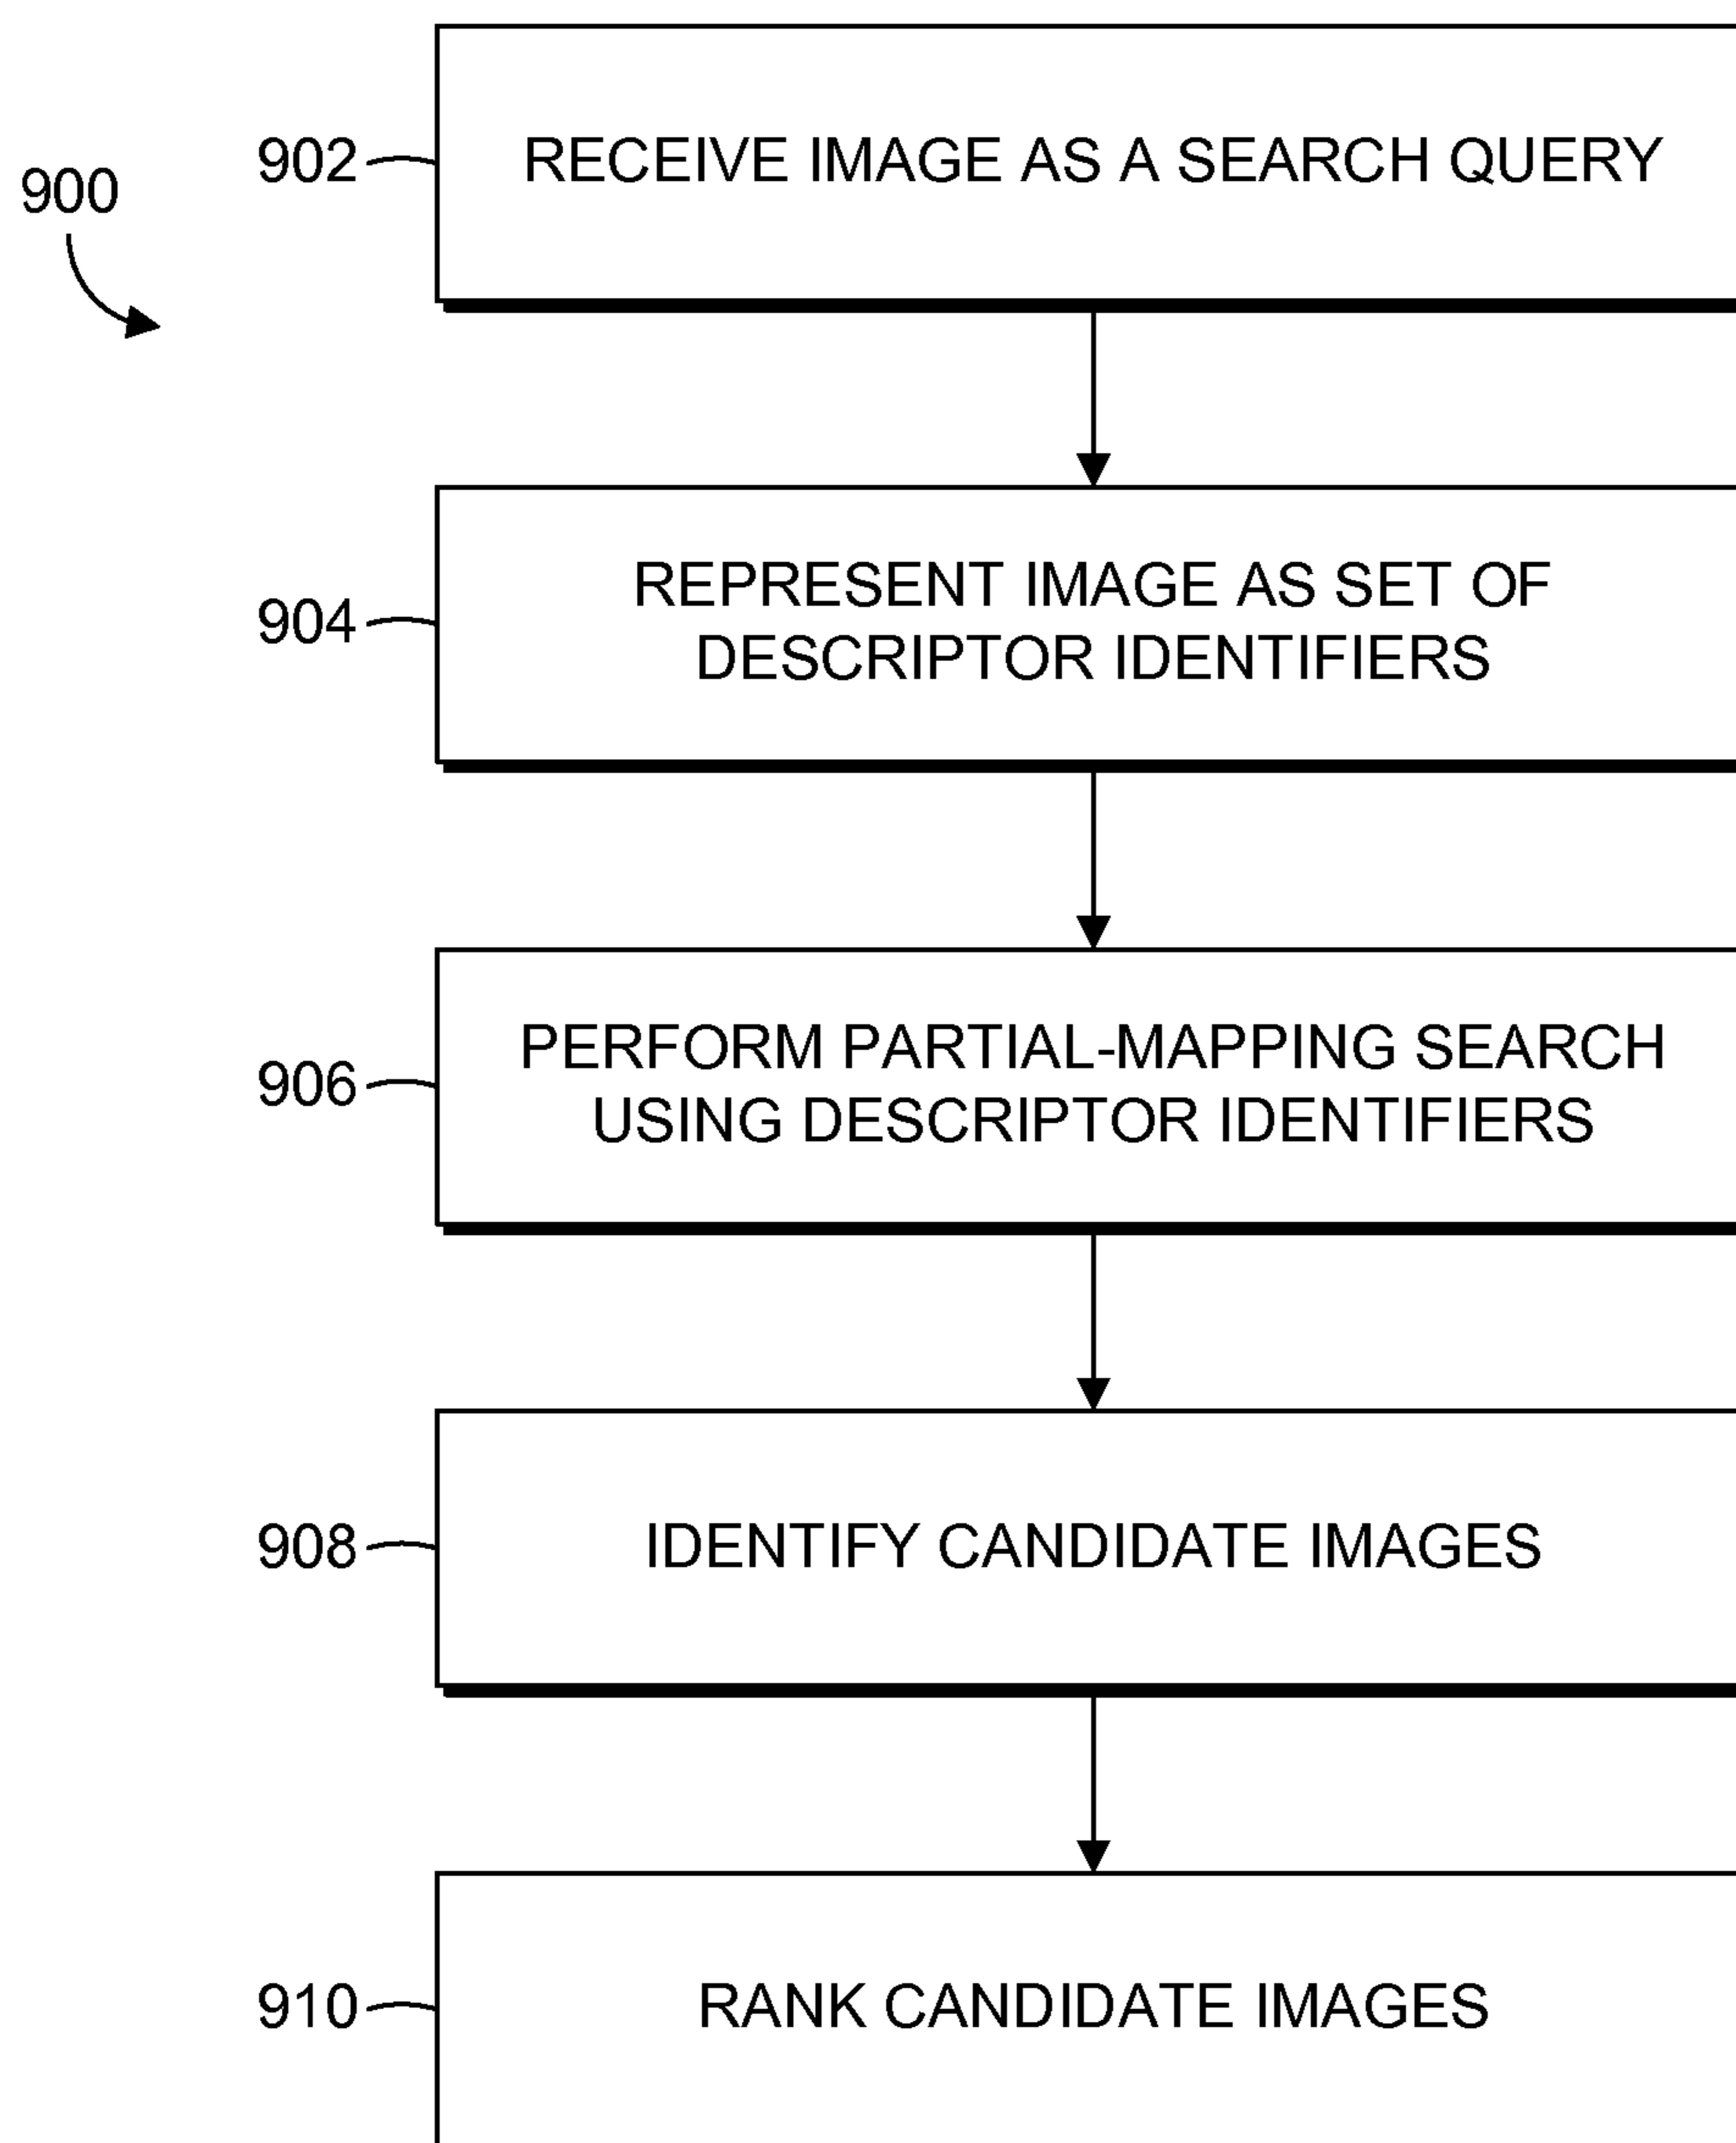 900
902
RECEIVE IMAGE AS A SEARCH QUERY
904
REPRESENT IMAGE AS SET OF
DESCRIPTOR IDENTIFIERS
906
PERFORM PARTIAL-MAPPING SEARCH
USING DESCRIPTOR IDENTIFIERS
908
IDENTIFY CANDIDATE IMAGES
910
RANK CANDIDATE IMAGES